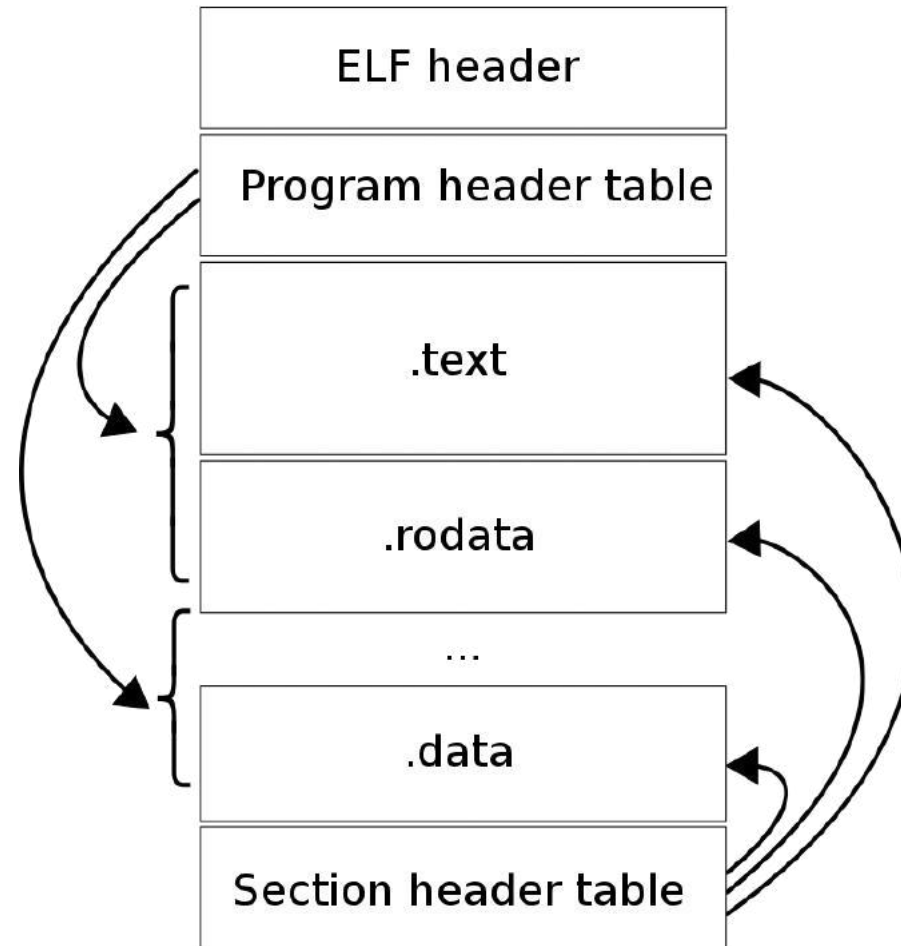 ELF header
Program header table
.text
.rodata
...
.data
Section header table